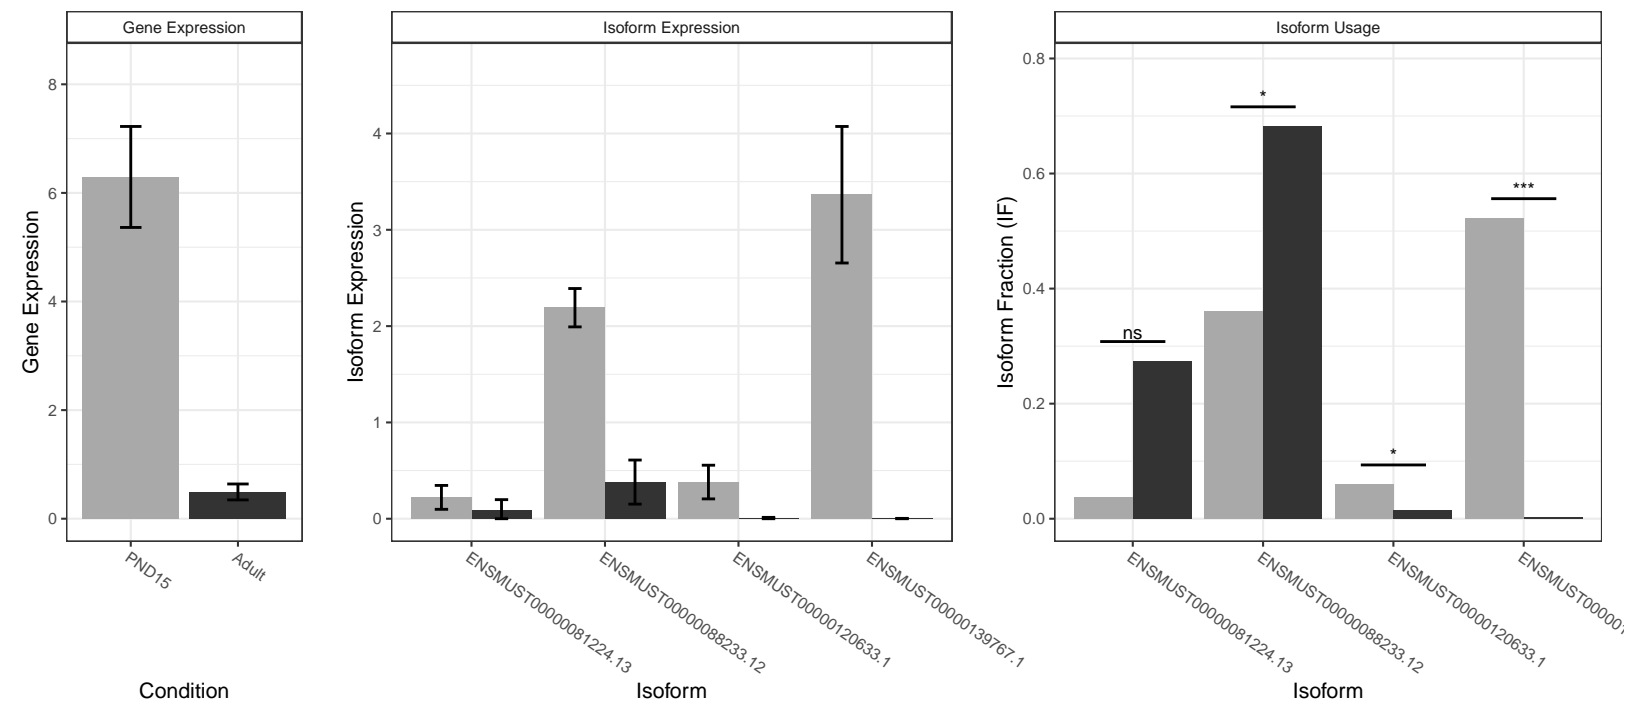 Gene Expression
Gene Expression
8
6
4
2
0
PND15
Adult
Condition
Isoform Expression
Isoform Expression
4
3
2
1
0
ENSMUST00000081224.13
ENSMUST00000088233.12
ENSMUST00000120633.1
ENSMUST00000139767.1
Isoform
Isoform Usage
Isoform Fraction (IF)
0.8
0.6
0.4
0.2
0.0
ns
*
*
***
ENSMUST00000081224.13
ENSMUST00000088233.12
ENSMUST00000120633.1
ENSMUST000001
Isoform